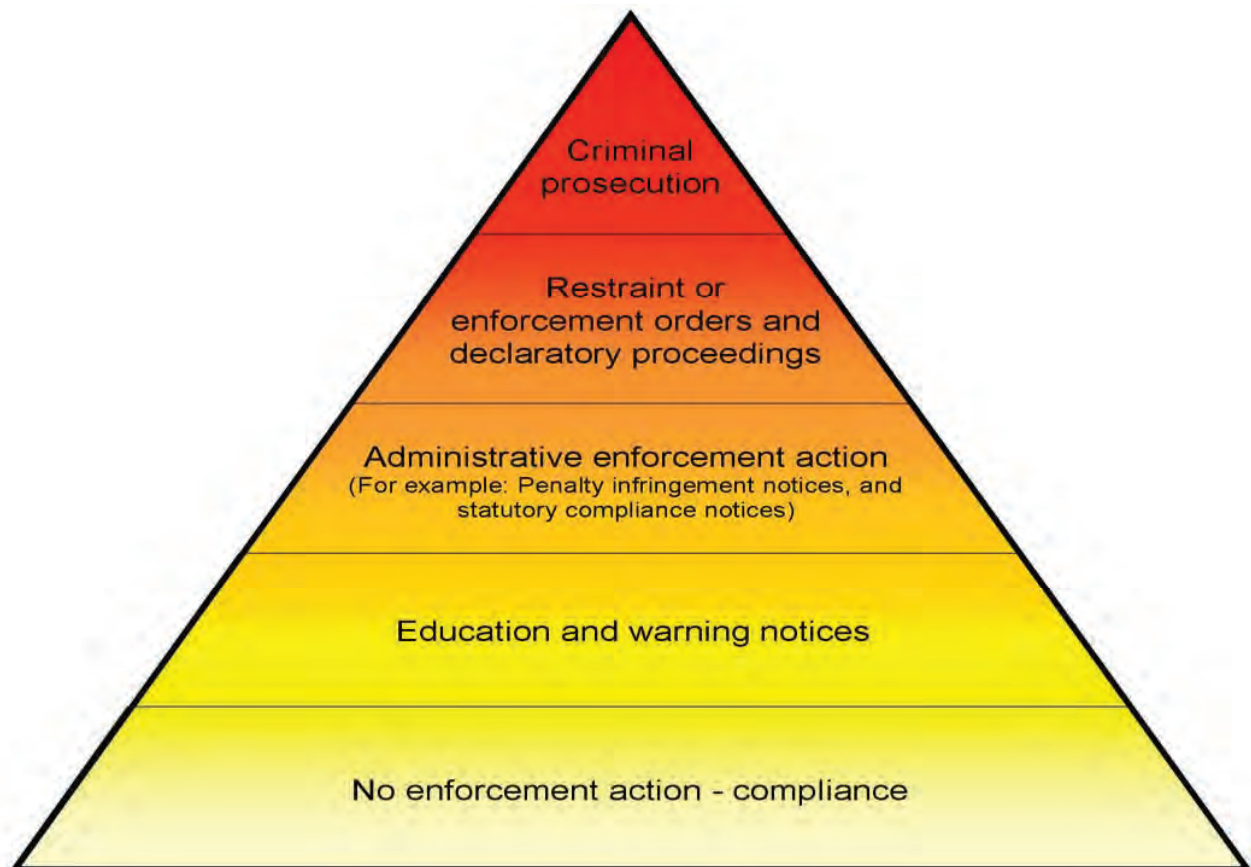 Criminal
prosecution
Restraint or
enforcement orders and
declaratory proceedings
Administrative enforcement action
(For example: Penalty infringement notices, and
statutory compliance notices)
Education and warning notices
No enforcement action - compliance